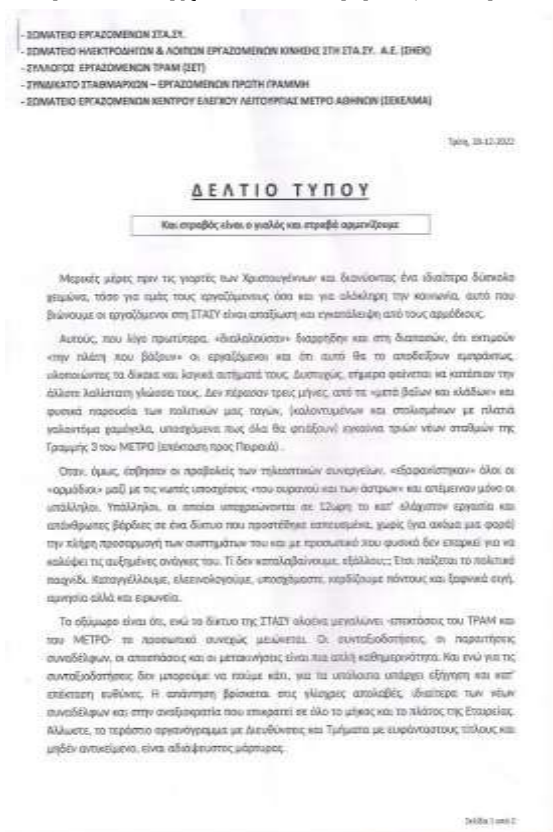 - ΣΩΜΑΤΕΙΟ ΕΡΓΑΖΟΜΕΝΩΝ ΣΤΑ.ΣΥ.
- ΣΩΜΑΤΕΙΟ ΗΛΕΚΤΡΟΔΗΓΩΝ & ΛΟΙΠΩΝ ΕΡΓΑΖΟΜΕΝΩΝ ΚΙΝΗΣΗΣ ΣΤΗ ΣΤΑ.ΣΥ. Α.Ε. (ΣΗΕΚ)
- ΣΥΛΛΟΓΟΣ ΕΡΓΑΖΟΜΕΝΩΝ ΤΡΑΜ (ΣΕΤ)
- ΣΥΝΔΙΚΑΤΟ ΣΤΑΘΜΑΡΧΩΝ – ΕΡΓΑΖΟΜΕΝΩΝ ΠΡΩΤΗ ΓΡΑΜΜΗ
- ΣΩΜΑΤΕΙΟ ΕΡΓΑΖΟΜΕΝΩΝ ΚΕΝΤΡΟΥ ΕΛΕΓΧΟΥ ΛΕΙΤΟΥΡΓΙΑΣ ΜΕΤΡΟ ΑΘΗΝΩΝ (ΣΕΚΕΛΜΑ)
Τρίτη,
ΔΕΛΤΙΟ ΤΥΠΟΥ
Και στραβός είναι ο γιαλός και στραβά αρμενίζουμε
Μερικές μέρες πριν τις γιορτές των Χριστουγέννων και διανύοντας ένα ιδιαίτερα δύσκολο
χειμώνα, τόσο για εμάς τους εργαζόμενους όσο και για ολόκληρη την κοινωνία, αυτό που
βιώνουμε οι εργαζόμενοι στη ΣΤΑΣΥ είναι απαξίωση και εγκατάλειψη από τους αρμόδιους.
Αυτούς, που λίγο πρωτύτερα, «διαλαλούσαν» διαρρήδην και στη διαπασών, ότι εκτιμούν
«την πλάτη που βάζουν» οι εργαζόμενοι και ότι αυτό θα το αποδείξουν εμπράκτως,
υλοποιώντας τα δίκαια και λογικά αιτήματά τους. Δυστυχώς, σήμερα φαίνεται να κατέπιαν την
άλλοτε λαλίστατη γλώσσα τους. Δεν πέρασαν τρεις μήνες, από τα «μετά βαΐων και κλάδων» και
φυσικά παρουσία των πολιτικών μας ταγών, (καλοντυμένων και στολισμένων με πλατιά
γαλαντόμα χαμόγελα, υποσχόμενα πως όλα θα φτιάξουν) εγκαίνια τριών νέων σταθμών της
Γραμμής 3 του ΜΕΤΡΟ (επέκταση προς Πειραιά).
Όταν, όμως, έσβησαν οι προβολείς των τηλεοπτικών συνεργείων, «εξαφανίστηκαν» όλοι οι
«αρμόδιοι» μαζί με τις νωπές υποσχέσεις «του ουρανού και των άστρων» και απέμειναν μόνο οι
υπάλληλοι. Υπάλληλοι, οι οποίοι υποχρεώνονται σε 12ωρη το κατ' ελάχιστον εργασία και
απάνθρωπες βάρδιες σε ένα δίκτυο που προστέθηκε εσπευσμένα, χωρίς (για ακόμα μια φορά)
την πλήρη προσαρμογή των συστημάτων του και με προσωπικό που φυσικά δεν επαρκεί για να
καλύψει τις αυξημένες ανάγκες του. Τί δεν καταλαβαίνουμε, εξάλλου;; Έτσι παίζεται το πολιτικό
παιχνίδι. Καταγγέλλουμε, ελεεινολογούμε, υποσχόμαστε, κερδίζουμε πόντους και ξαφνικά σιγή,
αμνησία αλλά και ειρωνεία.
Το οξύμωρο είναι ότι, ενώ το δίκτυο της ΣΤΑΣΥ ολοένα μεγαλώνει -επεκτάσεις του ΤΡΑΜ και
του ΜΕΤΡΟ- το προσωπικό συνεχώς μειώνεται. Οι συνταξιοδοτήσεις, οι παραιτήσεις
συναδέλφων, οι αποσπάσεις και οι μετακινήσεις είναι πια απλή καθημερινότητα. Και ενώ για τις
συνταξιοδοτήσεις δεν μπορούμε να πούμε κάτι, για τα υπόλοιπα υπάρχει εξήγηση και κατ'
επέκταση ευθύνες. Η απάντηση βρίσκεται στις γλίσχρες απολαβές, ιδιαίτερα των νέων
συναδέλφων και στην αναξιοκρατία που επικρατεί σε όλο το μήκος και το πλάτος της Εταιρείας.
Άλλωστε, το τεράστιο οργανόγραμμα με Διευθύνσεις και Τμήματα με ευφάνταστους τίτλους και
μηδέν αντικείμενο, είναι αδιάψευστος μάρτυρας.
Σελίδα 1 από 2